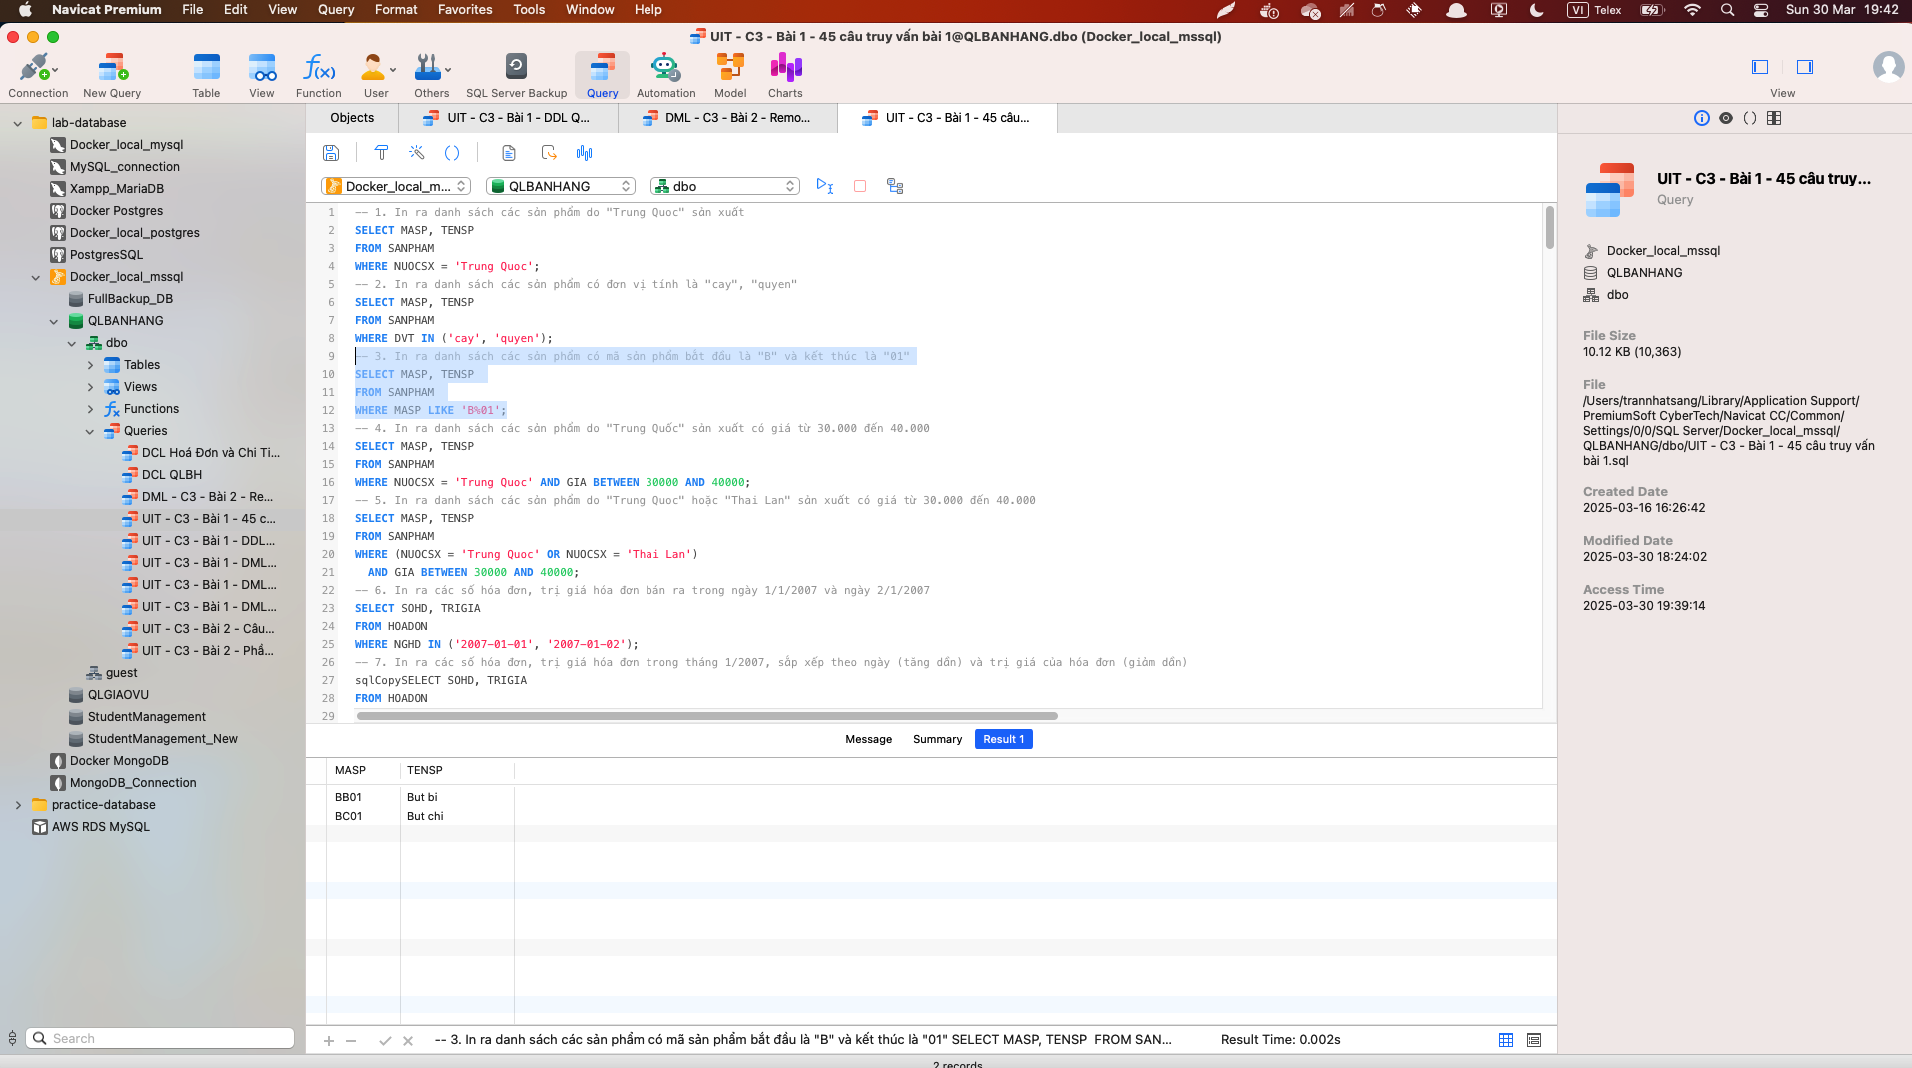 Navicat Premium File Edit View Query Format Favorites Tools Window Help VI Telex Sun 30 Mar 19:42
UIT - C3 - Bài 1 - 45 câu truy vấn bài 1@QLBANHANG.dbo (Docker_local_mssql)
Connection New Query Table View Function User Others SQL Server Backup Query Automation Model Charts View
lab-database
Docker_local_mysql
MySQL_connection
Xampp_MariaDB
Docker Postgres
Docker_local_postgres
PostgresSQL
Docker_local_mssql
FullBackup_DB
QLBANHANG
dbo
Tables
Views
Functions
Queries
DCL Hoá Đơn và Chi Ti...
DCL QLBH
DML - C3 - Bài 2 - Re...
UIT - C3 - Bài 1 - 45 c...
UIT - C3 - Bài 1 - DDL...
UIT - C3 - Bài 1 - DML...
UIT - C3 - Bài 1 - DML...
UIT - C3 - Bài 1 - DML...
UIT - C3 - Bài 2 - Câu...
UIT - C3 - Bài 2 - Phầ...
guest
QLGIAOVU
StudentManagement
StudentManagement_New
Docker MongoDB
MongoDB_Connection
practice-database
AWS RDS MySQL
Search
Objects UIT - C3 - Bài 1 - DDL Q... DML - C3 - Bài 2 - Remo... UIT - C3 - Bài 1 - 45 câu...
Docker_local_m... QLBANHANG dbo
1 -- 1. In ra danh sách các sản phẩm do "Trung Quoc" sản xuất
2 SELECT MASP, TENSP
3 FROM SANPHAM
4 WHERE NUOCSX = 'Trung Quoc';
5 -- 2. In ra danh sách các sản phẩm có đơn vị tính là "cay", "quyen"
6 SELECT MASP, TENSP
7 FROM SANPHAM
8 WHERE DVT IN ('cay', 'quyen');
9 -- 3. In ra danh sách các sản phẩm có mã sản phẩm bắt đầu là "B" và kết thúc là "01"
10 SELECT MASP, TENSP
11 FROM SANPHAM
12 WHERE MASP LIKE 'B%01';
13 -- 4. In ra danh sách các sản phẩm do "Trung Quốc" sản xuất có giá từ 30.000 đến 40.000
14 SELECT MASP, TENSP
15 FROM SANPHAM
16 WHERE NUOCSX = 'Trung Quoc' AND GIA BETWEEN 30000 AND 40000;
17 -- 5. In ra danh sách các sản phẩm do "Trung Quoc" hoặc "Thai Lan" sản xuất có giá từ 30.000 đến 40.000
18 SELECT MASP, TENSP
19 FROM SANPHAM
20 WHERE (NUOCSX = 'Trung Quoc' OR NUOCSX = 'Thai Lan')
21 AND GIA BETWEEN 30000 AND 40000;
22 -- 6. In ra các số hóa đơn, trị giá hóa đơn bán ra trong ngày 1/1/2007 và ngày 2/1/2007
23 SELECT SOHD, TRIGIA
24 FROM HOADON
25 WHERE NGHD IN ('2007-01-01', '2007-01-02');
26 -- 7. In ra các số hóa đơn, trị giá hóa đơn trong tháng 1/2007, sắp xếp theo ngày (tăng dần) và trị giá của hóa đơn (giảm dần)
27 sqlCopySELECT SOHD, TRIGIA
28 FROM HOADON
29
Message Summary Result 1
MASP TENSP
BB01 But bi
BC01 But chi
-- 3. In ra danh sách các sản phẩm có mã sản phẩm bắt đầu là "B" và kết thúc là "01" SELECT MASP, TENSP FROM SAN... Result Time: 0.002s
2 records
UIT - C3 - Bài 1 - 45 câu truy...
Query
Docker_local_mssql
QLBANHANG
dbo
File Size
10.12 KB (10,363)
File
/Users/trannhatsang/Library/Application Support/
PremiumSoft CyberTech/Navicat CC/Common/
Settings/0/0/SQL Server/Docker_local_mssql/
QLBANHANG/dbo/UIT - C3 - Bài 1 - 45 câu truy vấn
bài 1.sql
Created Date
2025-03-16 16:26:42
Modified Date
2025-03-30 18:24:02
Access Time
2025-03-30 19:39:14